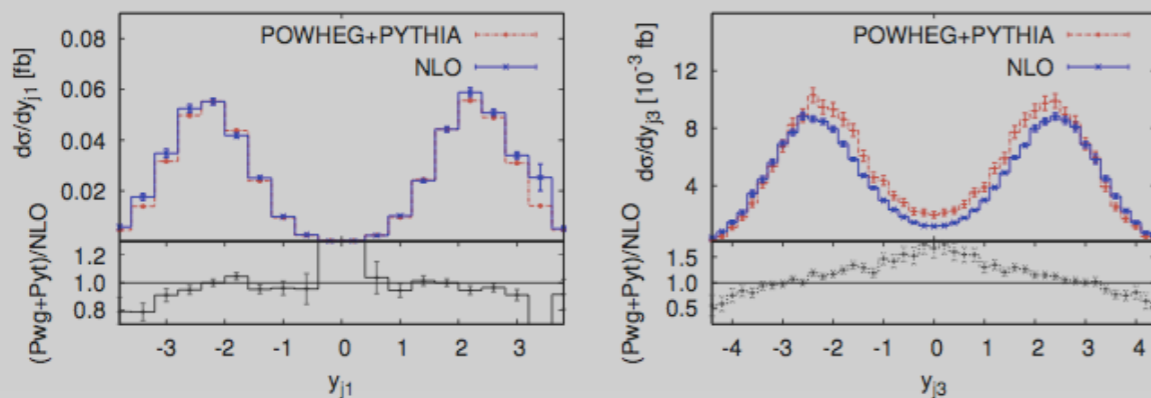 dσ/dy_j1 [fb]
0.08
0.06
0.04
0.02
POWHEG+PYTHIA
NLO
(Pwg+Pyt)/NLO
1.2
1.0
0.8
-3 -2 -1 0 1 2 3
y_j1
dσ/dy_j3 [10^-3 fb]
12
8
4
POWHEG+PYTHIA
NLO
(Pwg+Pyt)/NLO
1.5
1.0
0.5
-4 -3 -2 -1 0 1 2 3 4
y_j3